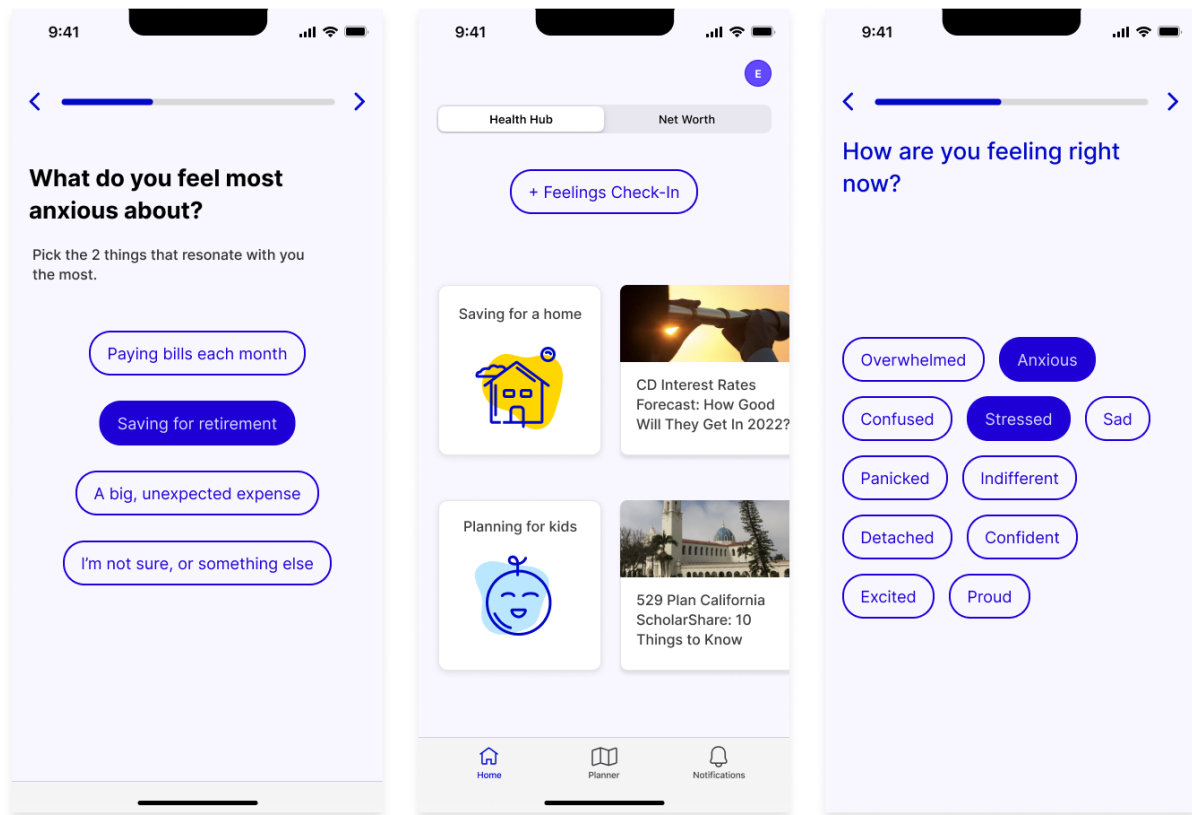 9:41
What do you feel most
anxious about?
Pick the 2 things that resonate with you
the most.
Paying bills each month
Saving for retirement
A big, unexpected expense
I'm not sure, or something else
9:41
E
Health Hub
Net Worth
+ Feelings Check-In
Saving for a home
CD Interest Rates
Forecast: How Good
Will They Get In 2022?
Planning for kids
529 Plan California
ScholarShare: 10
Things to Know
Home
Planner
Notifications
9:41
How are you feeling right
now?
Overwhelmed
Anxious
Confused
Stressed
Sad
Panicked
Indifferent
Detached
Confident
Excited
Proud